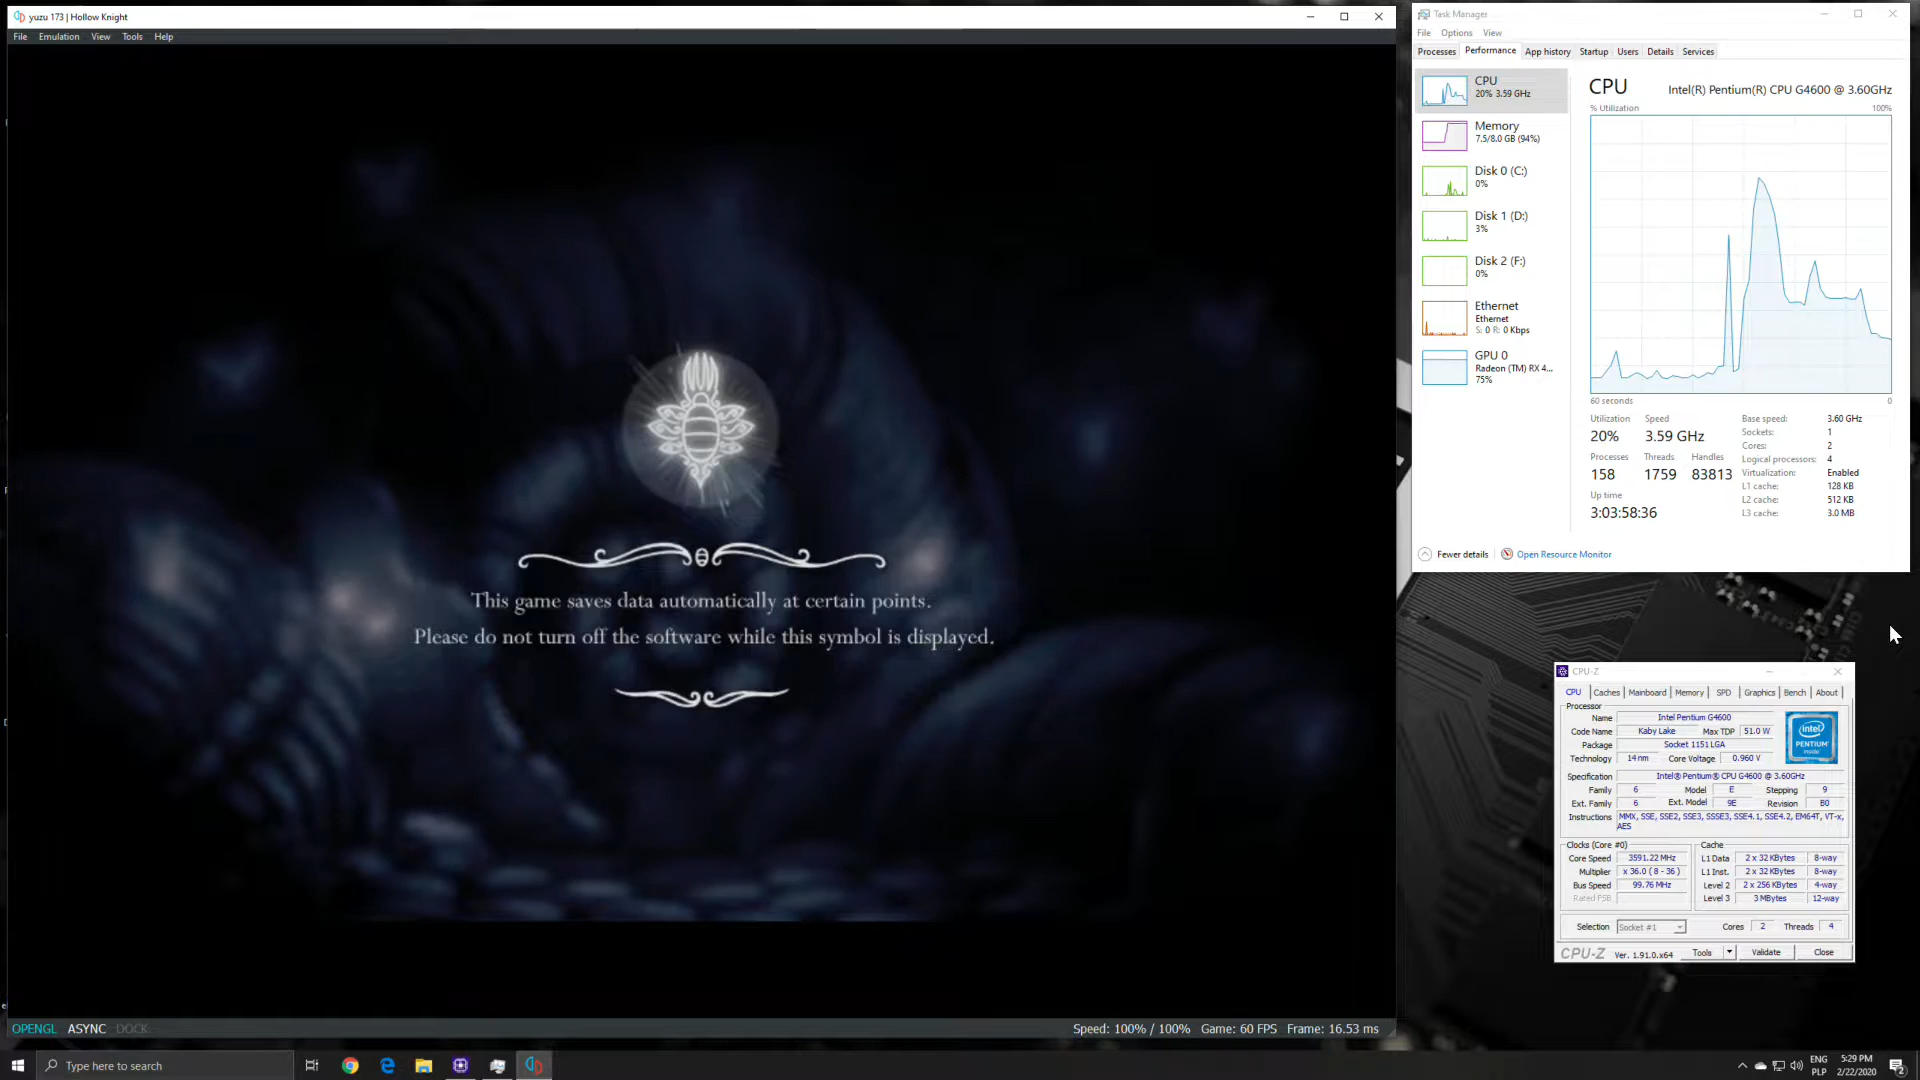 yuzu 173 | Hollow Knight
File Emulation View Tools Help
This game saves data automatically at certain points.
Please do not turn off the software while this symbol is displayed.
OPENGL ASYNC DOCK
Speed: 100% / 100% Game: 60 FPS Frame: 16.53 ms
Task Manager
File Options View
Processes Performance App history Startup Users Details Services
CPU
20% 3.59 GHz
Memory
7.5/8.0 GB (94%)
Disk 0 (C:)
0%
Disk 1 (D:)
3%
Disk 2 (F:)
0%
Ethernet
Ethernet
S: 0 R: 0 Kbps
GPU 0
Radeon (TM) RX 4...
75%
CPU Intel(R) Pentium(R) CPU G4600 @ 3.60GHz
% Utilization 100%
60 seconds 0
Utilization Speed
20% 3.59 GHz
Processes Threads Handles
158 1759 83813
Up time
3:03:58:36
Base speed: 3.60 GHz
Sockets: 1
Cores: 2
Logical processors: 4
Virtualization: Enabled
L1 cache: 128 KB
L2 cache: 512 KB
L3 cache: 3.0 MB
Fewer details Open Resource Monitor
CPU-Z
CPU Caches Mainboard Memory SPD Graphics Bench About
Processor
Name Intel Pentium G4600
Code Name Kaby Lake Max TDP 51.0 W
Package Socket 1151 LGA
Technology 14 nm Core Voltage 0.960 V
intel
PENTIUM
inside
Specification Intel® Pentium® CPU G4600 @ 3.60GHz
Family 6 Model E Stepping 9
Ext. Family 6 Ext. Model 9E Revision B0
Instructions MMX, SSE, SSE2, SSE3, SSSE3, SSE4.1, SSE4.2, EM64T, VT-x,
AES
Clocks (Core #0)
Core Speed 3591.22 MHz
Multiplier x 36.0 ( 8 - 36 )
Bus Speed 99.76 MHz
Rated FSB
Cache
L1 Data 2 x 32 KBytes 8-way
L1 Inst. 2 x 32 KBytes 8-way
Level 2 2 x 256 KBytes 4-way
Level 3 3 MBytes 12-way
Selection Socket #1 Cores 2 Threads 4
CPU-Z Ver. 1.91.0.x64 Tools Validate Close
Type here to search
ENG
PLP
5:29 PM
2/22/2020
2